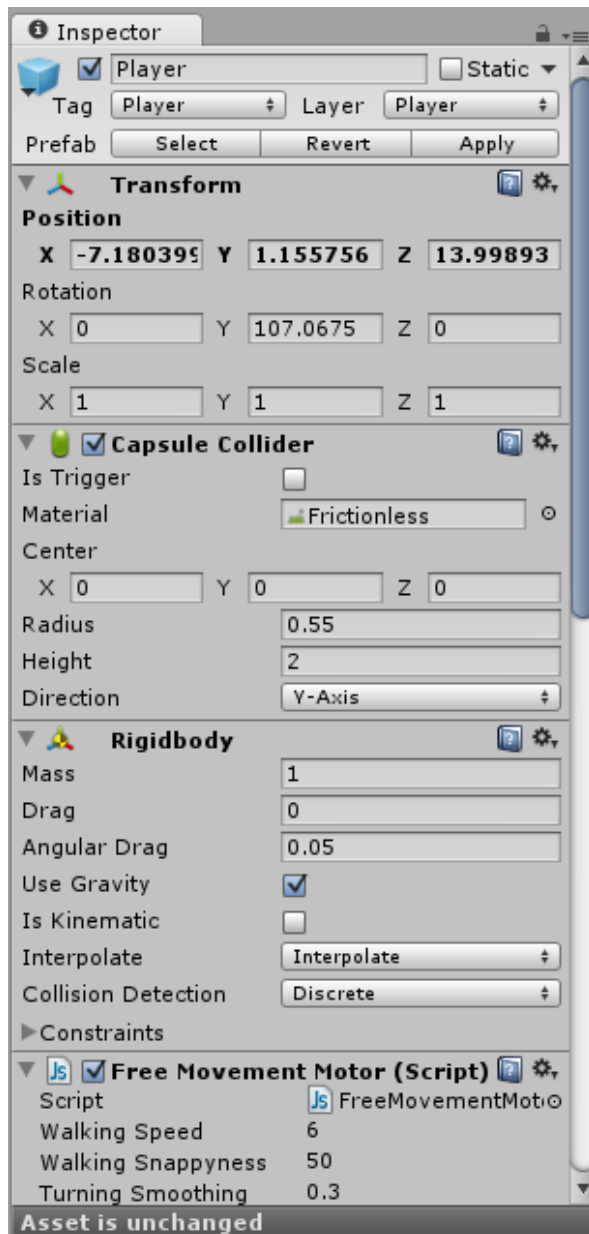 Inspector
Player Static
Tag Player Layer Player
Prefab Select Revert Apply
Transform
Position
X -7.180399 Y 1.155756 Z 13.99893
Rotation
X 0 Y 107.0675 Z 0
Scale
X 1 Y 1 Z 1
Capsule Collider
Is Trigger
Material Frictionless
Center
X 0 Y 0 Z 0
Radius 0.55
Height 2
Direction Y-Axis
Rigidbody
Mass 1
Drag 0
Angular Drag 0.05
Use Gravity
Is Kinematic
Interpolate Interpolate
Collision Detection Discrete
Constraints
Js Free Movement Motor (Script)
Script Js FreeMovementMot
Walking Speed 6
Walking Snappyness 50
Turning Smoothing 0.3
Asset is unchanged